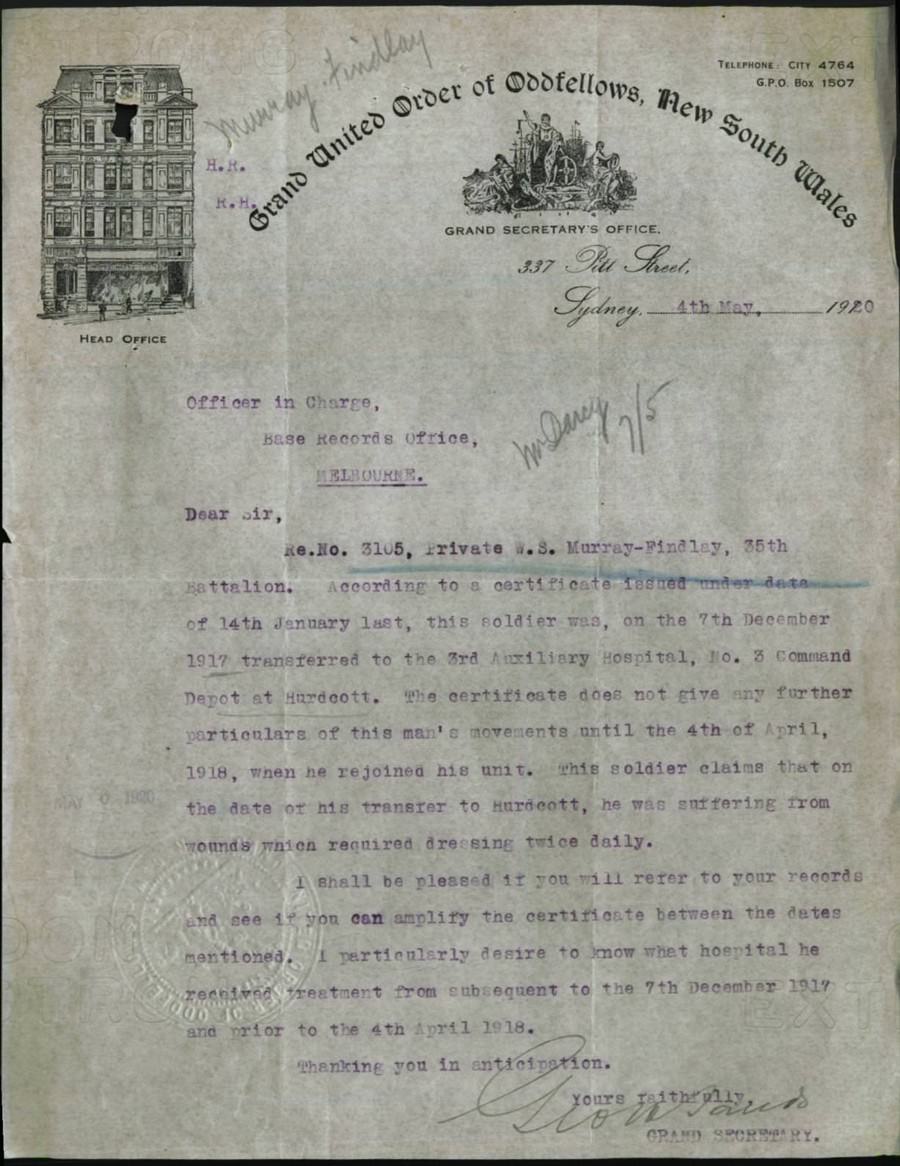 Murray Findlay
TELEPHONE: CITY 4764
G.P.O. BOX 1507
Grand United Order of Oddfellows, New South Wales
H.R.
R.H.
GRAND SECRETARY'S OFFICE,
337 Pitt Street,
Sydney, 4th May, 1920
HEAD OFFICE
Officer in Charge,
Base Records Office,
MELBOURNE.
Mr Darcy 7/5
Dear Sir,
Re.No. 3105, Private W.S. Murray-Findlay, 35th
Battalion. According to a certificate issued under date
of 14th January last, this soldier was, on the 7th December
1917 transferred to the 3rd Auxiliary Hospital, No. 3 Command
Depot at Hurdcott. The certificate does not give any further
particulars of this man's movements until the 4th of April,
1918, when he rejoined his unit. This soldier claims that on
the date of his transfer to Hurdcott, he was suffering from
wounds which required dressing twice daily.
MAY 1920
I shall be pleased if you will refer to your records
and see if you can amplify the certificate between the dates
mentioned. I particularly desire to know what hospital he
received treatment from subsequent to the 7th December 1917
and prior to the 4th April 1918.
Thanking you in anticipation.
Yours faithfully,
GRAND SECRETARY.